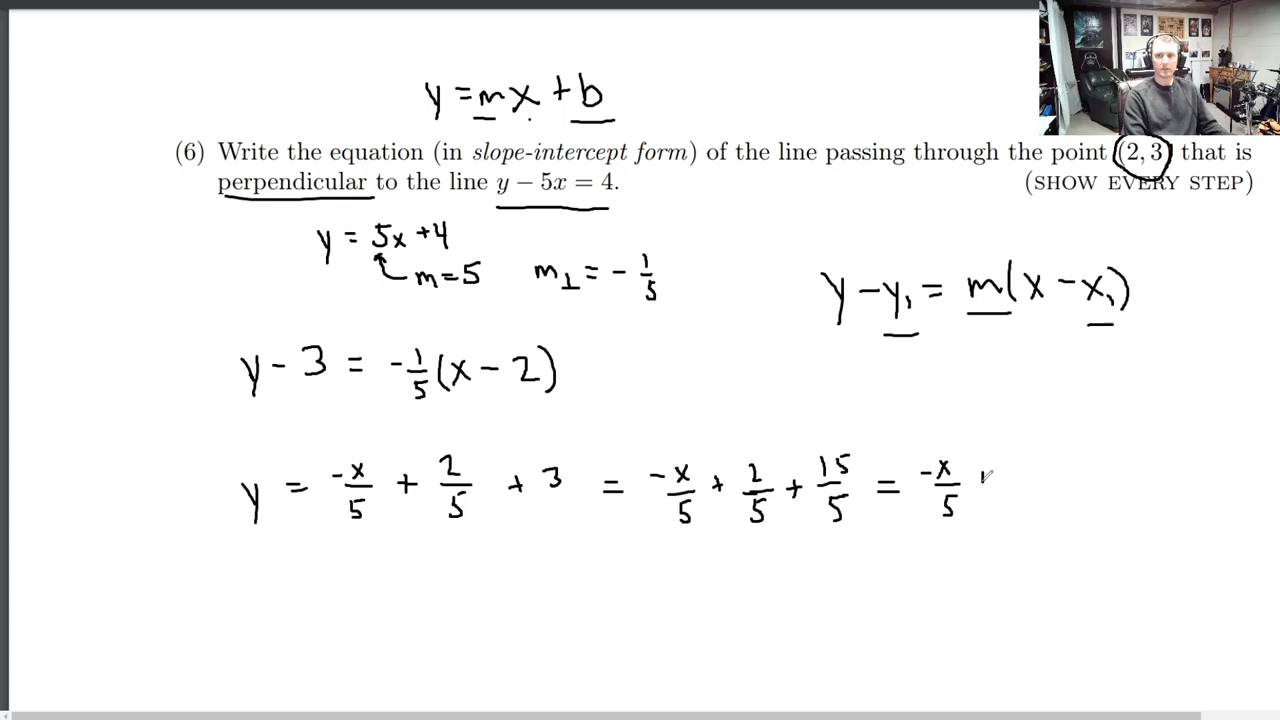 y = mx + b
(6) Write the equation (in slope-intercept form) of the line passing through the point (2, 3) that is
perpendicular to the line y − 5x = 4. (SHOW EVERY STEP)
y = 5x + 4
m = 5 m⊥ = - 1/5
y - y₁ = m(x - x₁)
y - 3 = -1/5 (x - 2)
y = -x/5 + 2/5 + 3 = -x/5 + 2/5 + 15/5 = -x/5